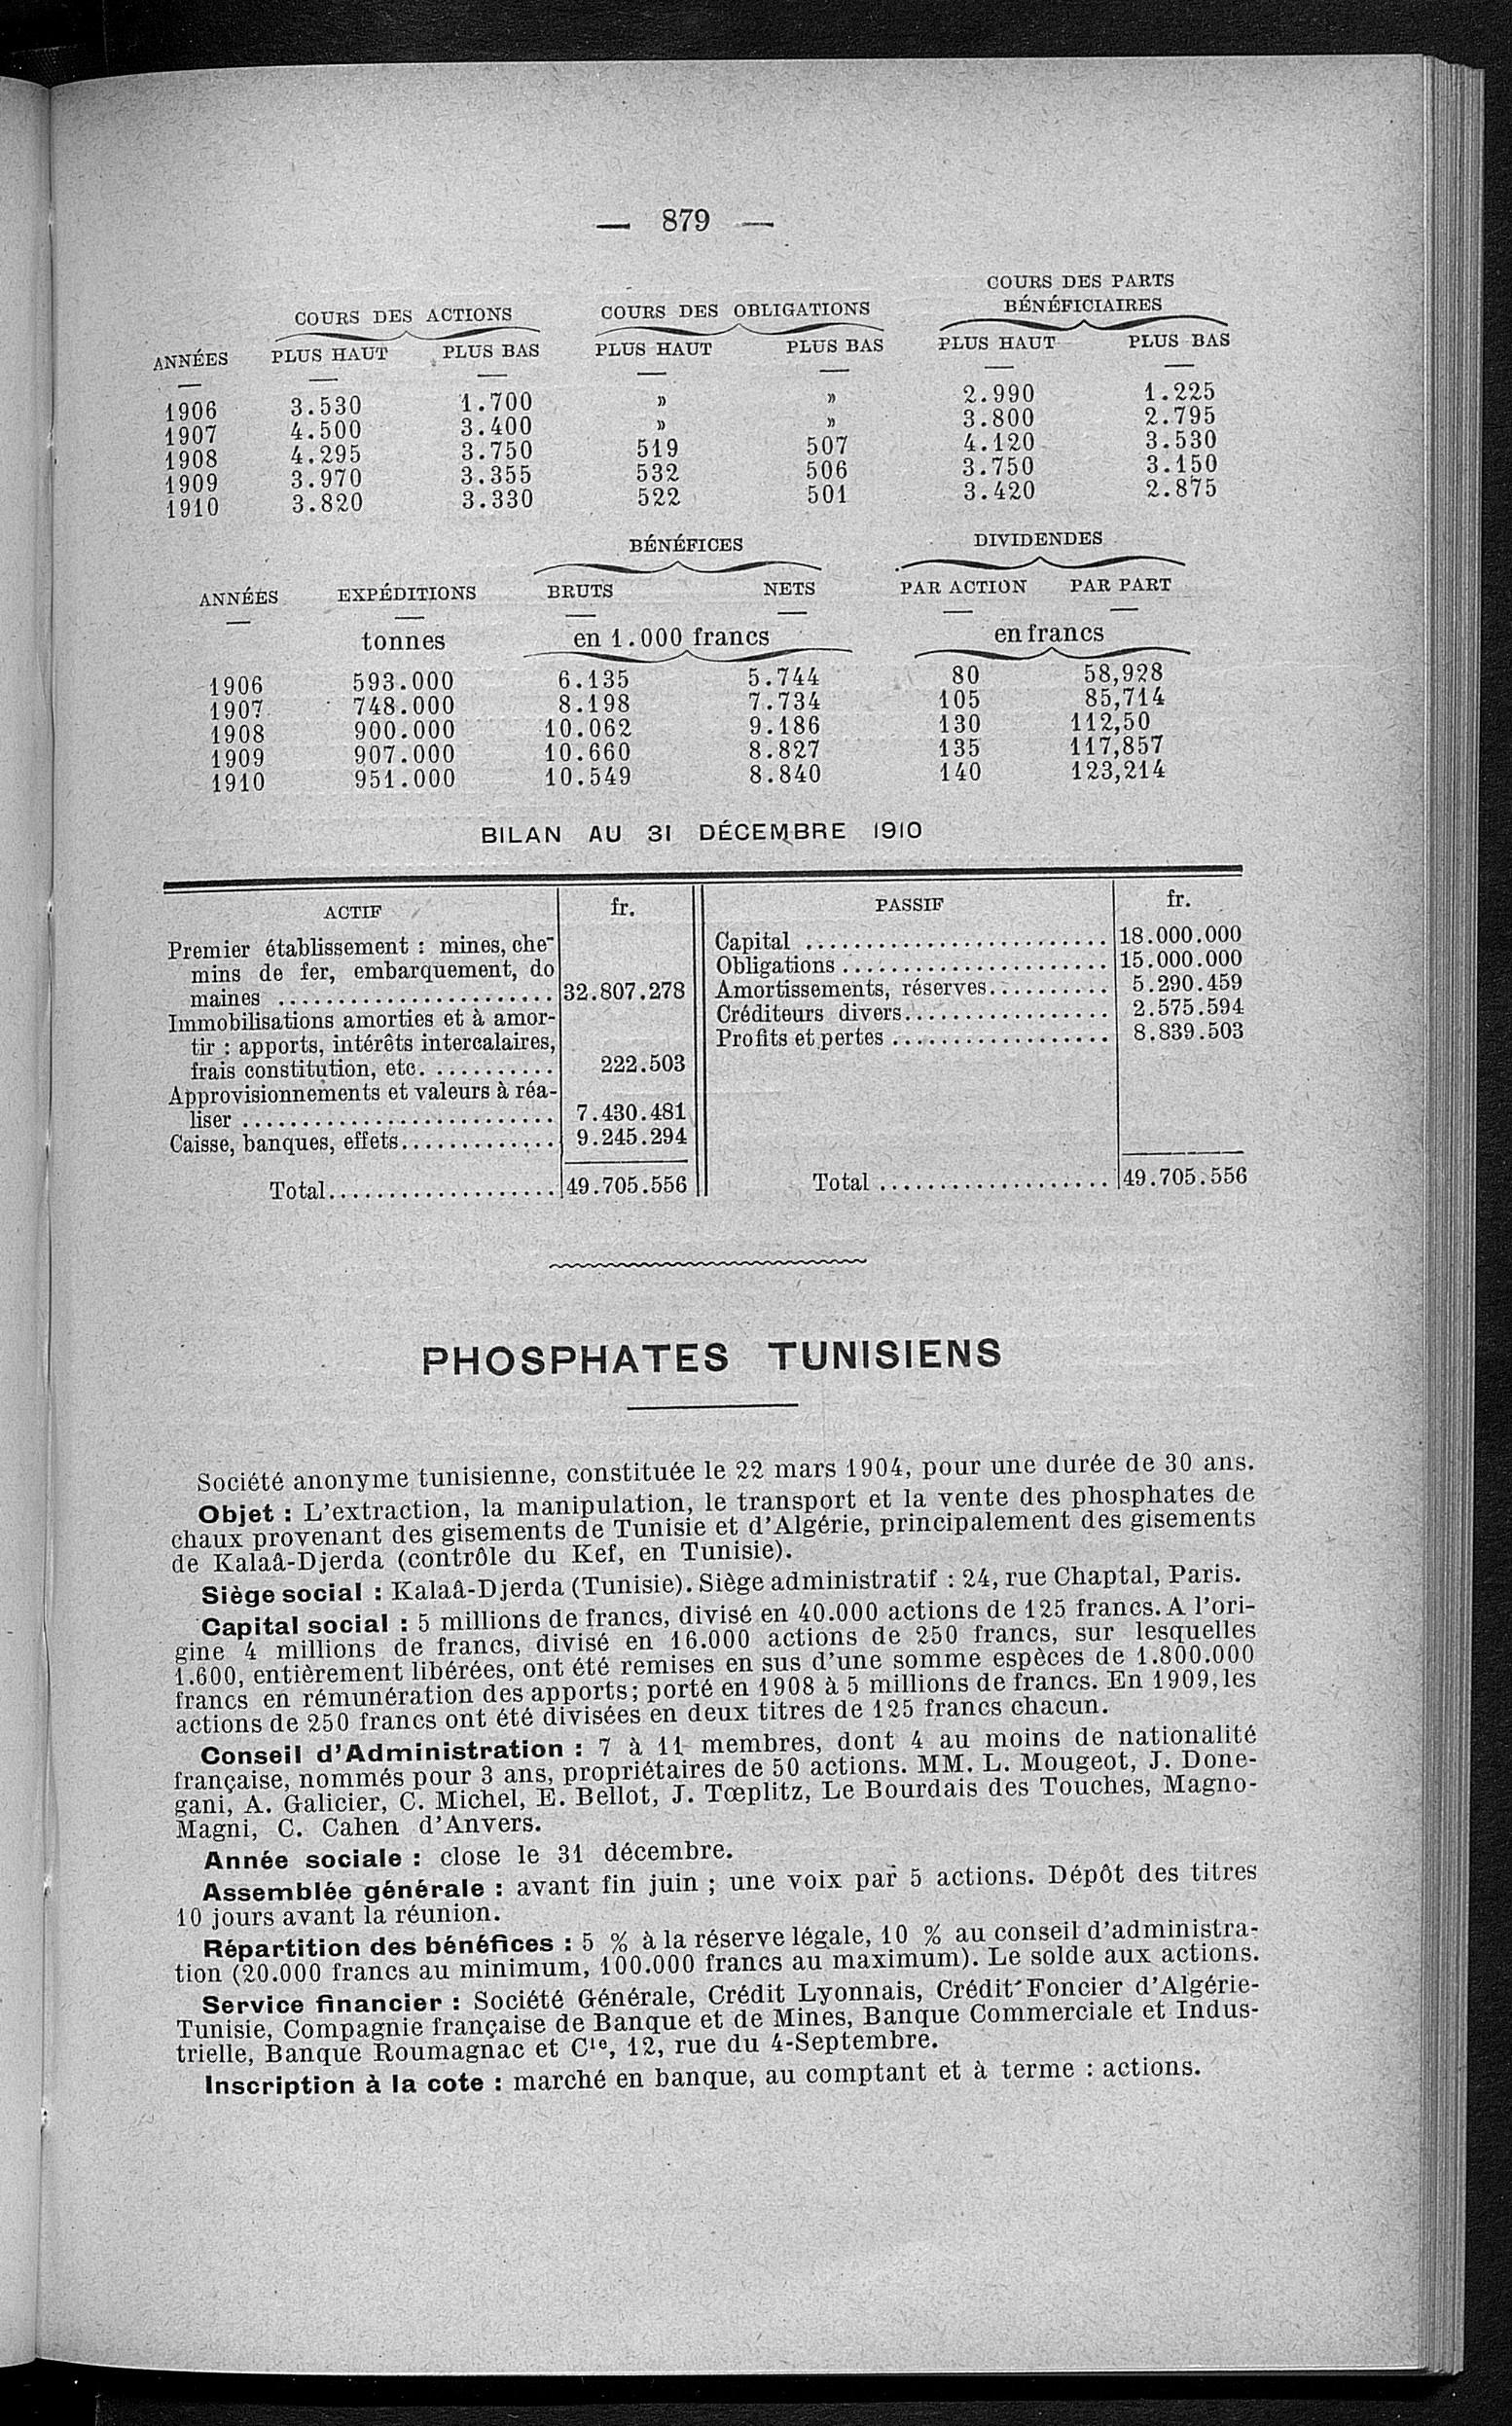 — 879 —
COURS DES ACTIONS COURS DES OBLIGATIONS COURS DES PARTS BÉNÉFICIAIRES
ANNÉES PLUS HAUT PLUS BAS PLUS HAUT PLUS BAS PLUS HAUT PLUS BAS
1906 3.530 1.700 » » 2.990 1.225
1907 4.500 3.400 » » 3.800 2.795
1908 4.295 3.750 519 507 4.120 3.530
1909 3.970 3.355 532 506 3.750 3.150
1910 3.820 3.330 522 501 3.420 2.875
BÉNÉFICES DIVIDENDES
ANNÉES EXPÉDITIONS BRUTS NETS PAR ACTION PAR PART
tonnes en 1.000 francs en francs
1906 593.000 6.135 5.744 80 58,928
1907 748.000 8.198 7.734 105 85,714
1908 900.000 10.062 9.186 130 112,50
1909 907.000 10.660 8.827 135 117,857
1910 951.000 10.549 8.840 140 123,214
BILAN AU 31 DÉCEMBRE 1910
ACTIF fr.
Premier établissement : mines, che-
mins de fer, embarquement, do
maines ....................... 32.807.278
Immobilisations amorties et à amor-
tir : apports, intérêts intercalaires,
frais constitution, etc. .......... 222.503
Approvisionnements et valeurs à réa-
liser .......................... 7.430.481
Caisse, banques, effets............. 9.245.294
Total................... 49.705.556
PASSIF fr.
Capital ......................... 18.000.000
Obligations ...................... 15.000.000
Amortissements, réserves.......... 5.290.459
Créditeurs divers................. 2.575.594
Profits et pertes .................. 8.839.503
Total ................... 49.705.556
PHOSPHATES TUNISIENS
Société anonyme tunisienne, constituée le 22 mars 1904, pour une durée de 30 ans.
Objet : L'extraction, la manipulation, le transport et la vente des phosphates de
chaux provenant des gisements de Tunisie et d'Algérie, principalement des gisements
de Kalaâ-Djerda (contrôle du Kef, en Tunisie).
Siège social : Kalaâ-Djerda (Tunisie). Siège administratif : 24, rue Chaptal, Paris.
Capital social : 5 millions de francs, divisé en 40.000 actions de 125 francs. A l'ori-
gine 4 millions de francs, divisé en 16.000 actions de 250 francs, sur lesquelles
1.600, entièrement libérées, ont été remises en sus d'une somme espèces de 1.800.000
francs en rémunération des apports; porté en 1908 à 5 millions de francs. En 1909, les
actions de 250 francs ont été divisées en deux titres de 125 francs chacun.
Conseil d'Administration : 7 à 11 membres, dont 4 au moins de nationalité
française, nommés pour 3 ans, propriétaires de 50 actions. MM. L. Mougeot, J. Done-
gani, A. Galicier, C. Michel, E. Bellot, J. Tœplitz, Le Bourdais des Touches, Magno-
Magni, C. Cahen d'Anvers.
Année sociale : close le 31 décembre.
Assemblée générale : avant fin juin ; une voix par 5 actions. Dépôt des titres
10 jours avant la réunion.
Répartition des bénéfices : 5 % à la réserve légale, 10 % au conseil d'administra-
tion (20.000 francs au minimum, 100.000 francs au maximum). Le solde aux actions.
Service financier : Société Générale, Crédit Lyonnais, Crédit Foncier d'Algérie-
Tunisie, Compagnie française de Banque et de Mines, Banque Commerciale et Indus-
trielle, Banque Roumagnac et Cie, 12, rue du 4-Septembre.
Inscription à la cote : marché en banque, au comptant et à terme : actions.